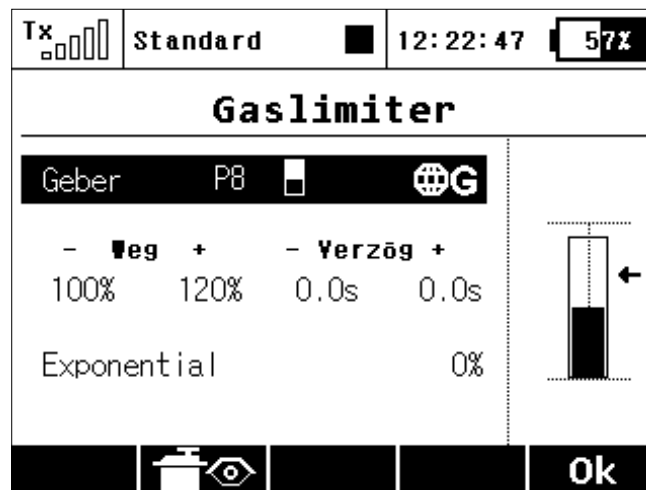 Tx Standard 12:22:47 57%
Gaslimiter
Geber P8 G
- Weg + - Verzög +
100% 120% 0.0s 0.0s
Exponential 0%
Ok